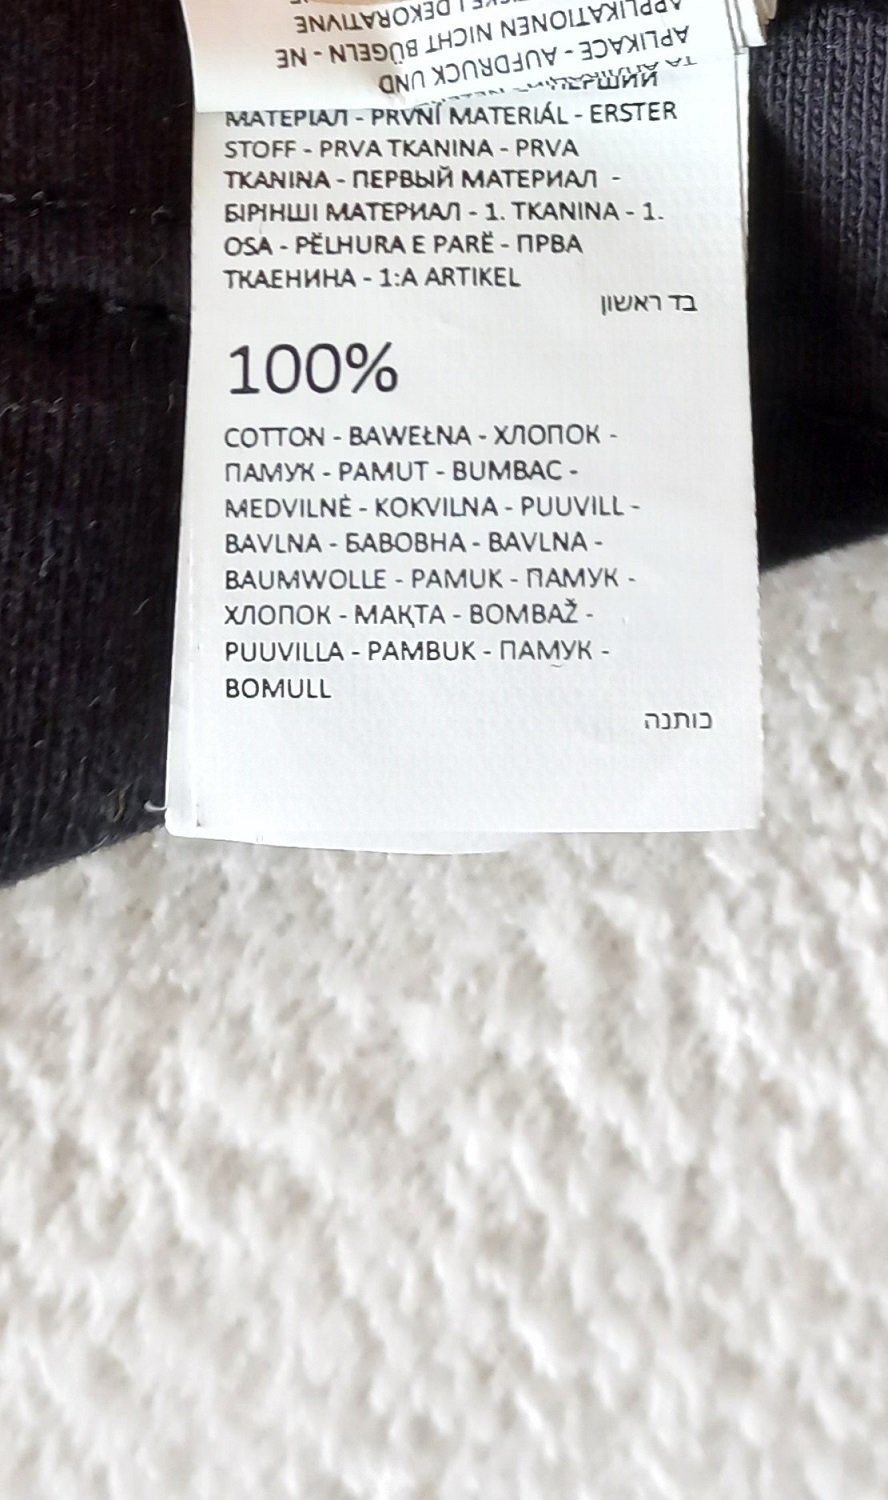 DEKORATIVNE
APPLIKATIONEN NICHT BÜGELN - NE
APLIKACE - AUFDRUCK UND
ПЕРШИЙ
МАТЕРІАЛ - PRVNÍ MATERIÁL - ERSTER
STOFF - PRVA TKANINA - PRVA
TKANINA - ПЕРВЫЙ МАТЕРИАЛ -
БІРІНШІ МАТЕРИАЛ - 1. TKANINA - 1.
OSA - PËLHURA E PARË - ПРВА
ТКАЕНИНА - 1:A ARTIKEL
בד ראשון
100%
COTTON - BAWEŁNA - ХЛОПОК -
ПАМУК - PAMUT - BUMBAC -
MEDVILNĖ - KOKVILNA - PUUVILL -
BAVLNA - БАВОВНА - BAVLNA -
BAUMWOLLE - PAMUK - ПАМУК -
ХЛОПОК - МАҚТА - BOMBAŽ -
PUUVILLA - PAMBUK - ПАМУК -
BOMULL
כותנה